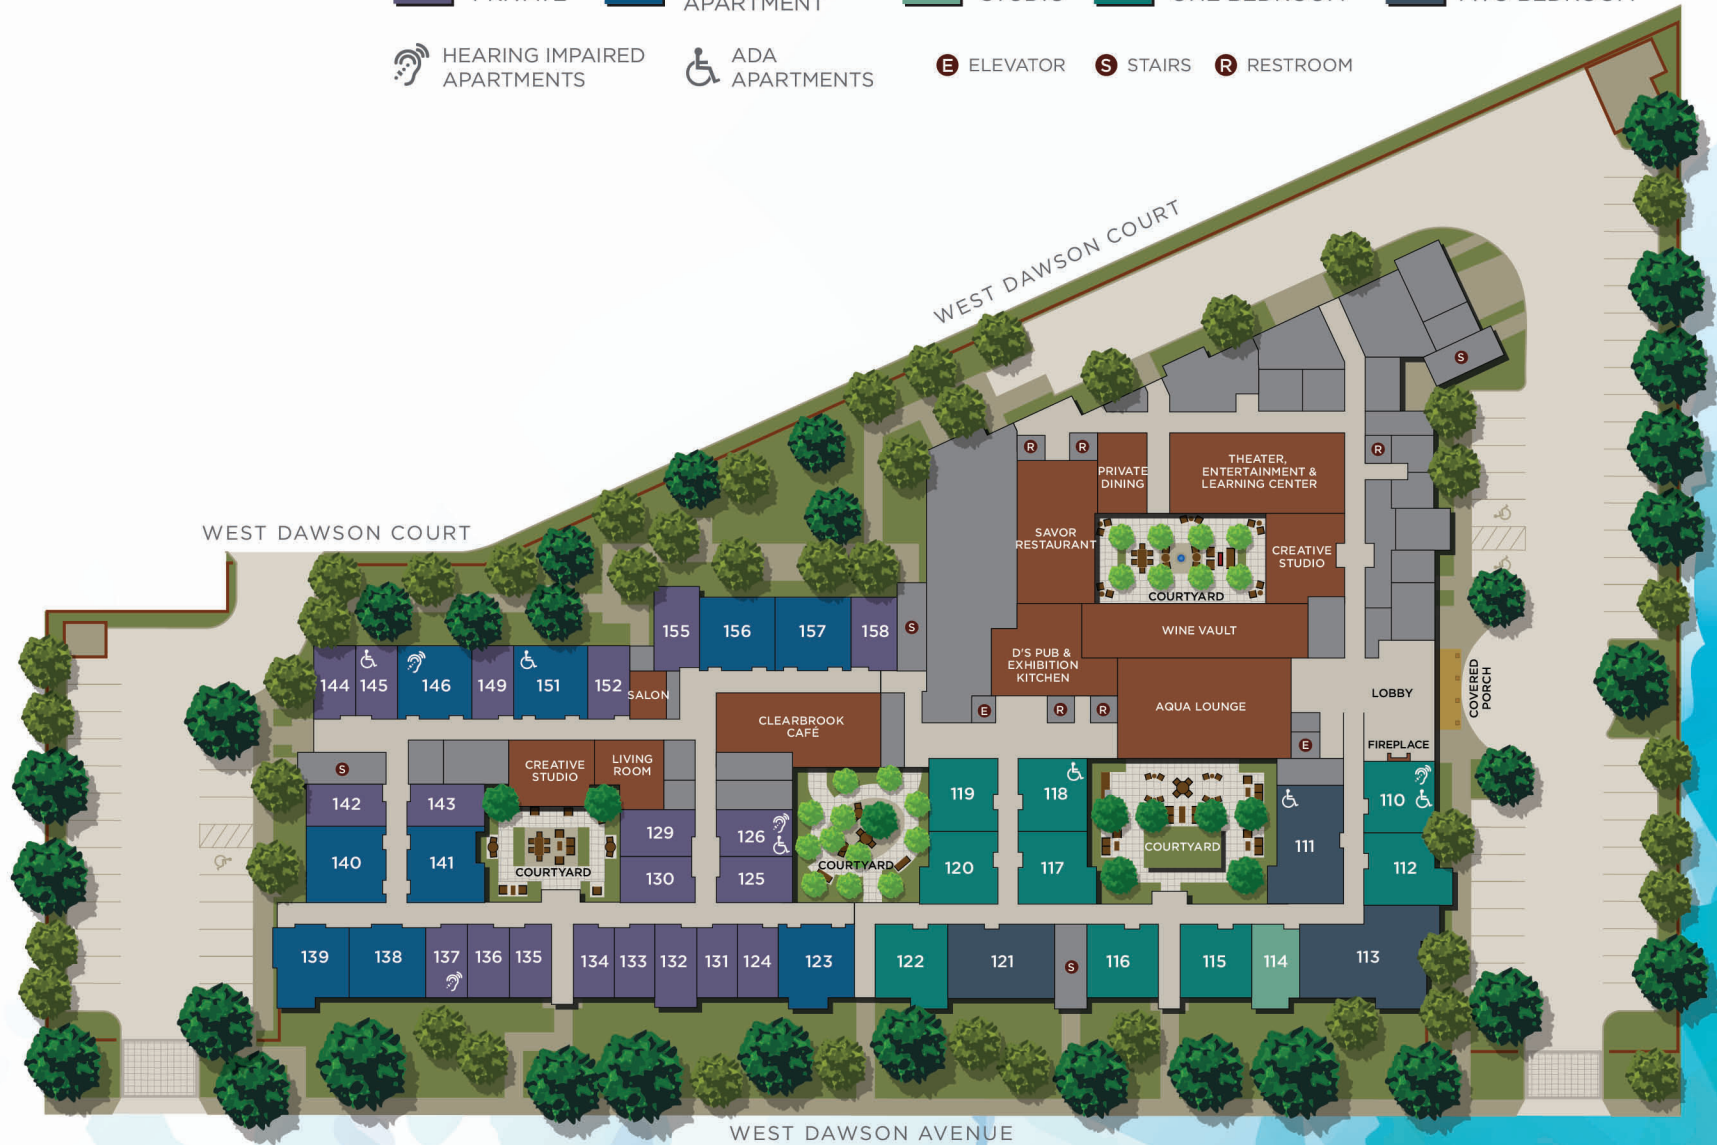 APARTMENT
HEARING IMPAIRED
APARTMENTS
ADA
APARTMENTS
E ELEVATOR
S STAIRS
R RESTROOM
WEST DAWSON COURT
WEST DAWSON COURT
S
R
R
R
PRIVATE
DINING
THEATER,
ENTERTAINMENT &
LEARNING CENTER
SAVOR
RESTAURANT
CREATIVE
STUDIO
COURTYARD
WINE VAULT
D'S PUB &
EXHIBITION
KITCHEN
AQUA LOUNGE
LOBBY
COVERED
PORCH
FIREPLACE
E
R
R
E
155
156
157
158
S
144
145
146
149
151
152
SALON
CLEARBROOK
CAFÉ
S
CREATIVE
STUDIO
LIVING
ROOM
142
143
140
141
COURTYARD
129
130
126
125
COURTYARD
119
118
120
117
COURTYARD
111
110
112
139
138
137
136
135
134
133
132
131
124
123
122
121
S
116
115
114
113
WEST DAWSON AVENUE